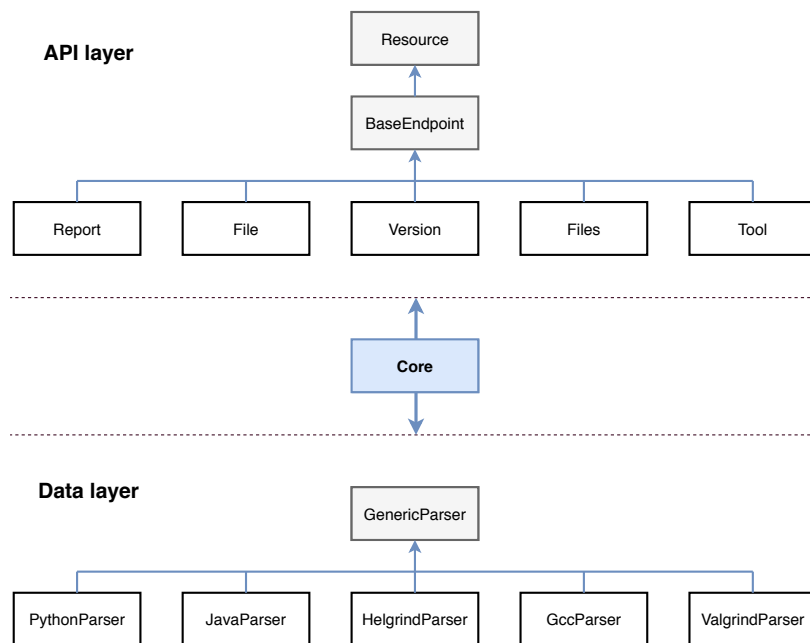 API layer
Resource
BaseEndpoint
Report
File
Version
Files
Tool
Core
Data layer
GenericParser
PythonParser
JavaParser
HelgrindParser
GccParser
ValgrindParser